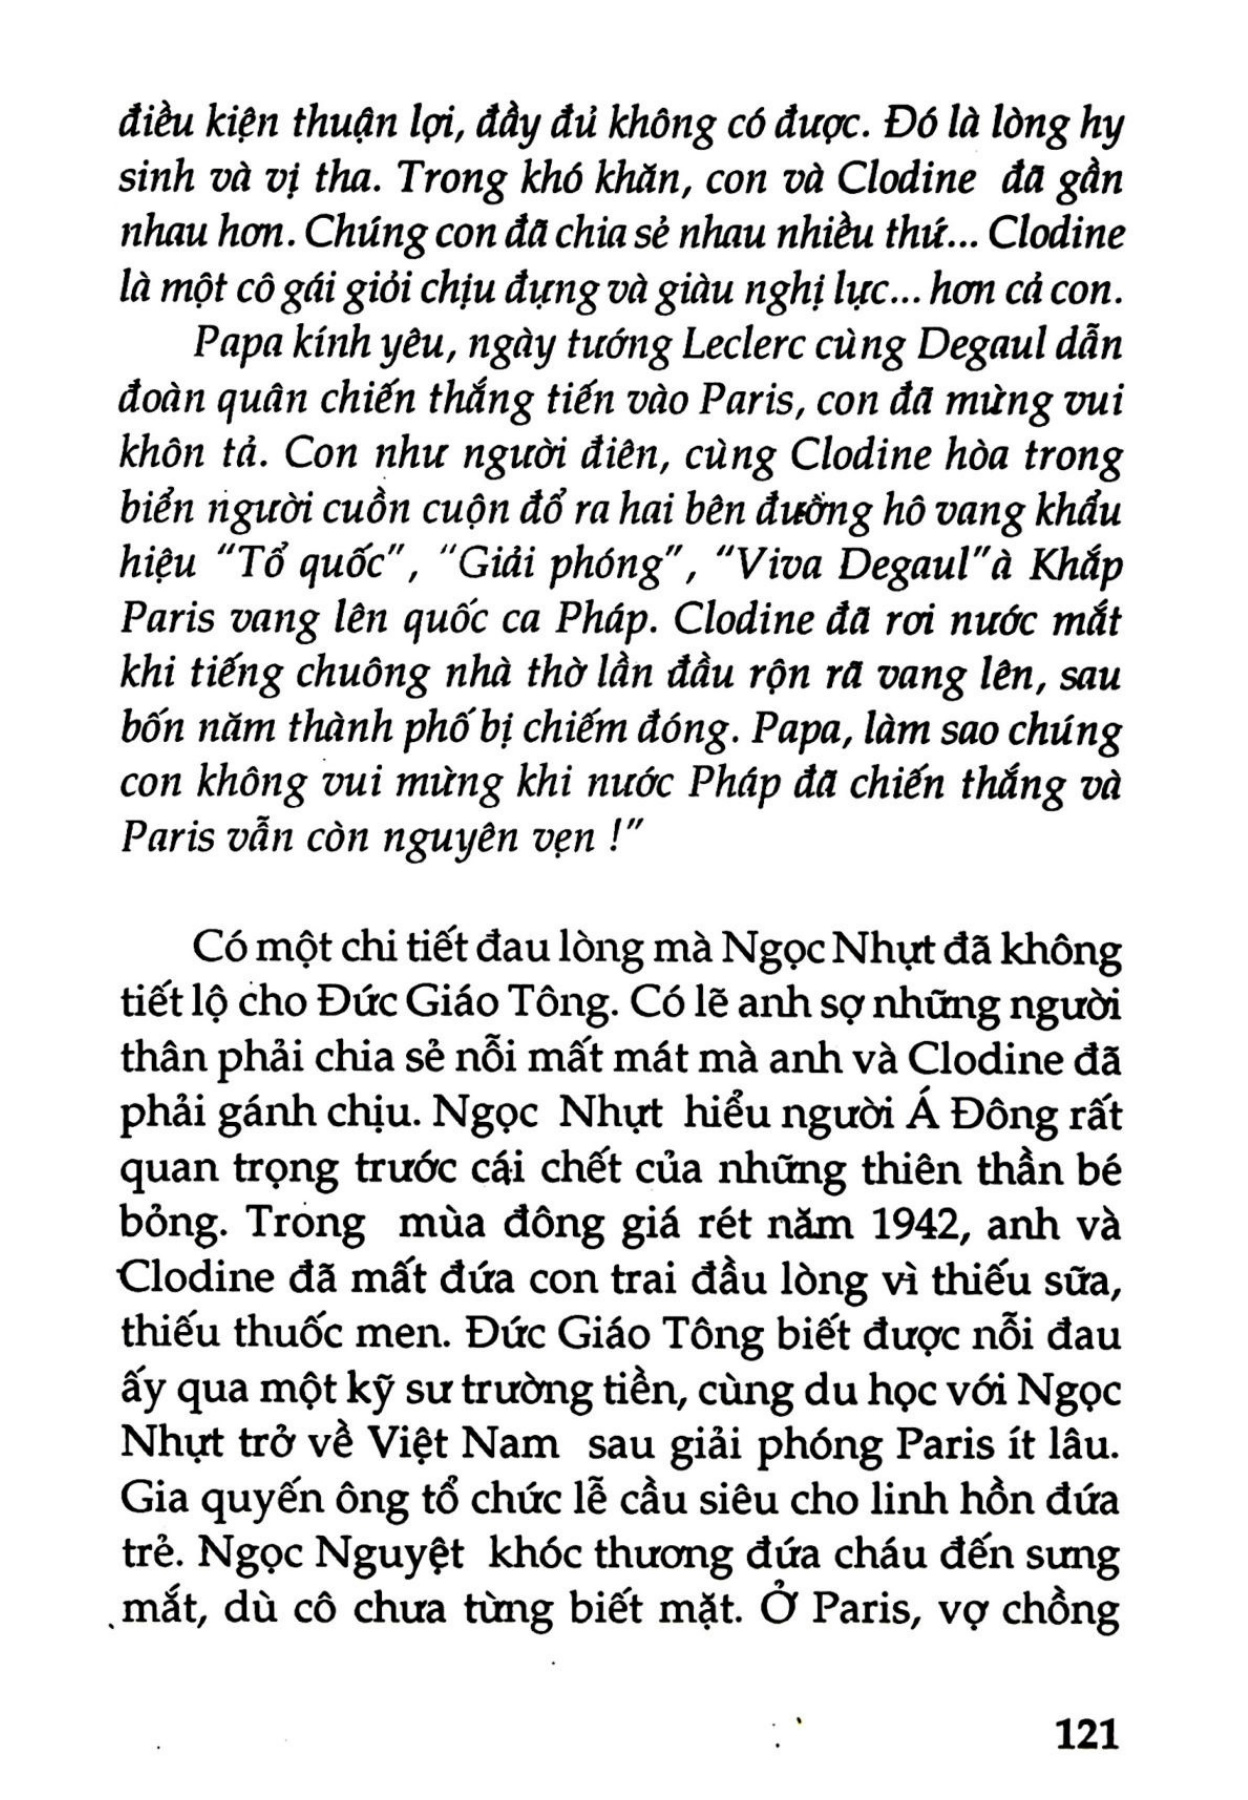 điều kiện thuận lợi, đầy đủ không có được. Đó là lòng hy
sinh và vị tha. Trong khó khăn, con và Clodine đã gần
nhau hơn. Chúng con đã chia sẻ nhau nhiều thứ... Clodine
là một cô gái giỏi chịu đựng và giàu nghị lực... hơn cả con.
Papa kính yêu, ngày tướng Leclerc cùng Degaul dẫn
đoàn quân chiến thắng tiến vào Paris, con đã mừng vui
khôn tả. Con như người điên, cùng Clodine hòa trong
biển người cuồn cuộn đổ ra hai bên đường hô vang khẩu
hiệu "Tổ quốc", "Giải phóng", "Viva Degaul"à Khắp
Paris vang lên quốc ca Pháp. Clodine đã rơi nước mắt
khi tiếng chuông nhà thờ lần đầu rộn rã vang lên, sau
bốn năm thành phố bị chiếm đóng. Papa, làm sao chúng
con không vui mừng khi nước Pháp đã chiến thắng và
Paris vẫn còn nguyên vẹn !"
Có một chi tiết đau lòng mà Ngọc Nhựt đã không
tiết lộ cho Đức Giáo Tông. Có lẽ anh sợ những người
thân phải chia sẻ nỗi mất mát mà anh và Clodine đã
phải gánh chịu. Ngọc Nhựt hiểu người Á Đông rất
quan trọng trước cái chết của những thiên thần bé
bỏng. Trong mùa đông giá rét năm 1942, anh và
Clodine đã mất đứa con trai đầu lòng vì thiếu sữa,
thiếu thuốc men. Đức Giáo Tông biết được nỗi đau
ấy qua một kỹ sư trường tiền, cùng du học với Ngọc
Nhựt trở về Việt Nam sau giải phóng Paris ít lâu.
Gia quyến ông tổ chức lễ cầu siêu cho linh hồn đứa
trẻ. Ngọc Nguyệt khóc thương đứa cháu đến sưng
mắt, dù cô chưa từng biết mặt. Ở Paris, vợ chồng
121